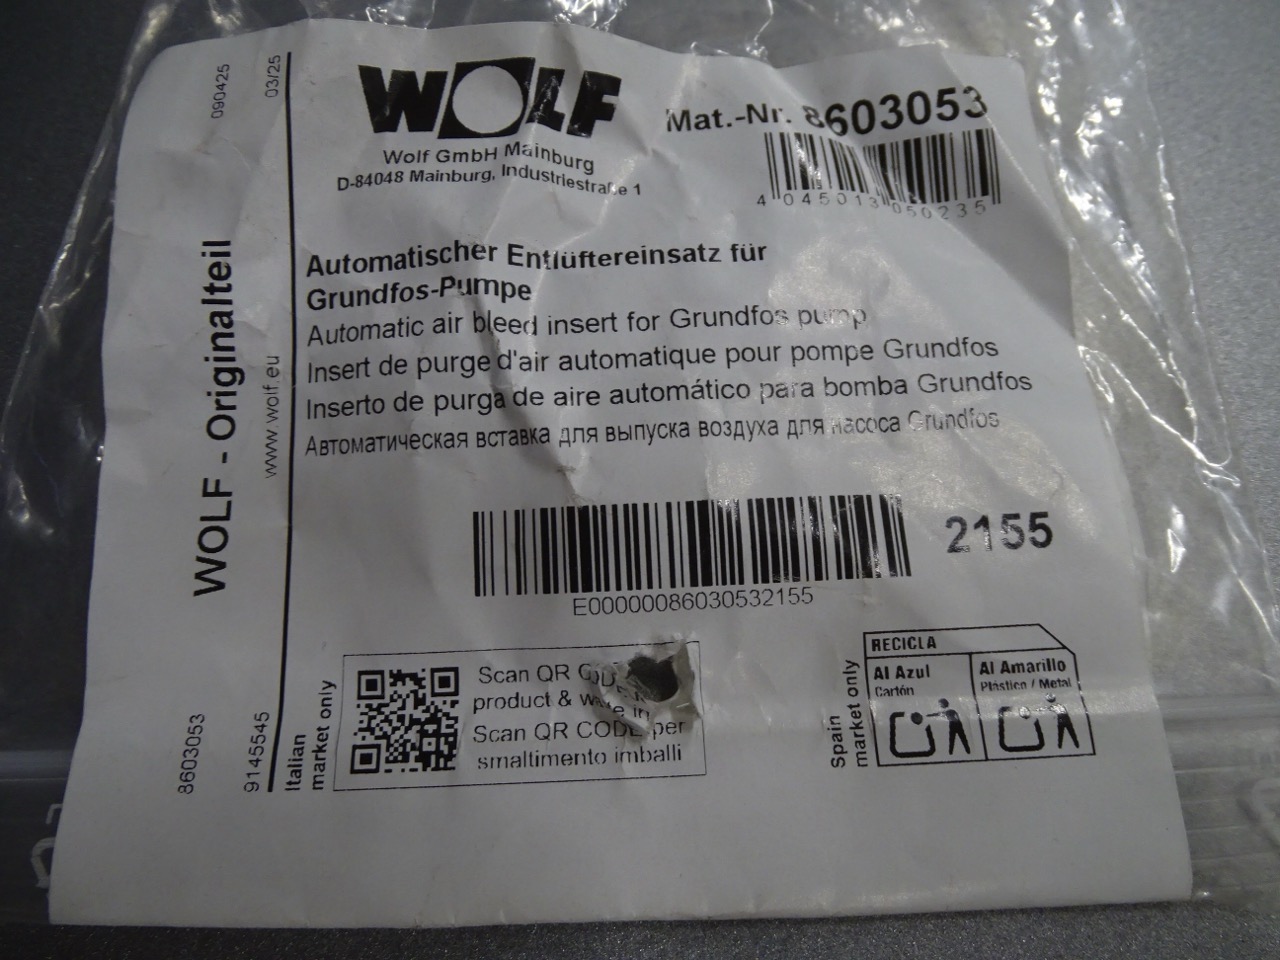 WOLF
Wolf GmbH Mainburg
D-84048 Mainburg, Industriestraße 1
Mat.-Nr. 8603053
4 045013 050235
Automatischer Entlüftereinsatz für
Grundfos-Pumpe
Automatic air bleed insert for Grundfos pump
Insert de purge d'air automatique pour pompe Grundfos
Inserto de purga de aire automático para bomba Grundfos
Автоматическая вставка для выпуска воздуха для насоса Grundfos
2155
E00000086030532155
090425
03/25
WOLF - Originalteil
www.wolf.eu
8603053
9145545
Italian
market only
Scan QR CODE
product &
Scan QR CODE per
smaltimento imballi
Spain
market only
RECICLA
Al Azul
Cartón
Al Amarillo
Plástico / Metal